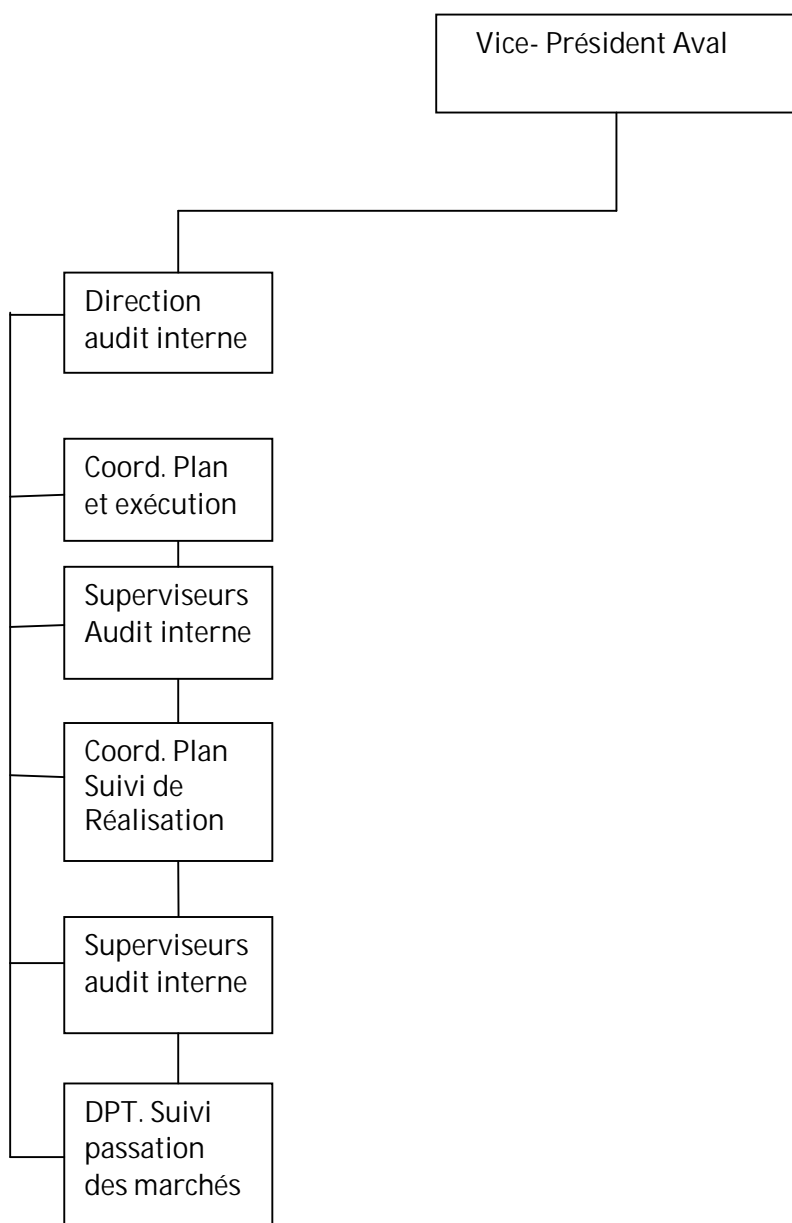 Vice- Président Aval
Direction
audit interne
Coord. Plan
et exécution
Superviseurs
Audit interne
Coord. Plan
Suivi de
Réalisation
Superviseurs
audit interne
DPT. Suivi
passation
des marchés